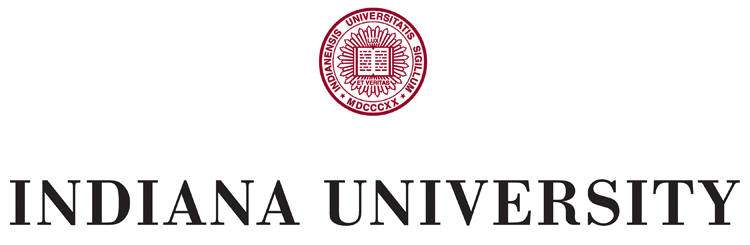 INDIANENSIS UNIVERSITATIS SIGILLUM
LUX
ET VERITAS
★ MDCCCXX ★
INDIANA UNIVERSITY